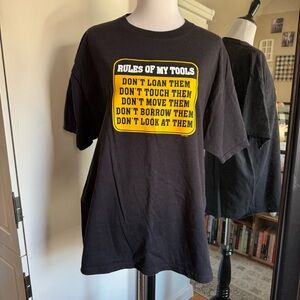 RULES OF MY TOOLS
DON'T LOAN THEM
DON'T TOUCH THEM
DON'T MOVE THEM
DON'T BORROW THEM
DON'T LOOK AT THEM